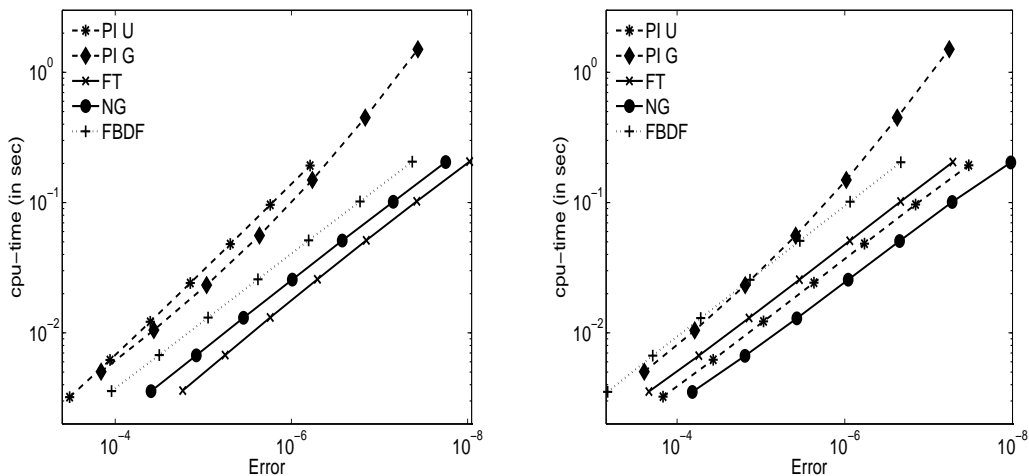 PI U
PI G
FT
NG
FBDF
10^0
10^−1
10^−2
cpu−time (in sec)
10^−4
10^−6
10^−8
Error
PI U
PI G
FT
NG
FBDF
10^0
10^−1
10^−2
cpu−time (in sec)
10^−4
10^−6
10^−8
Error